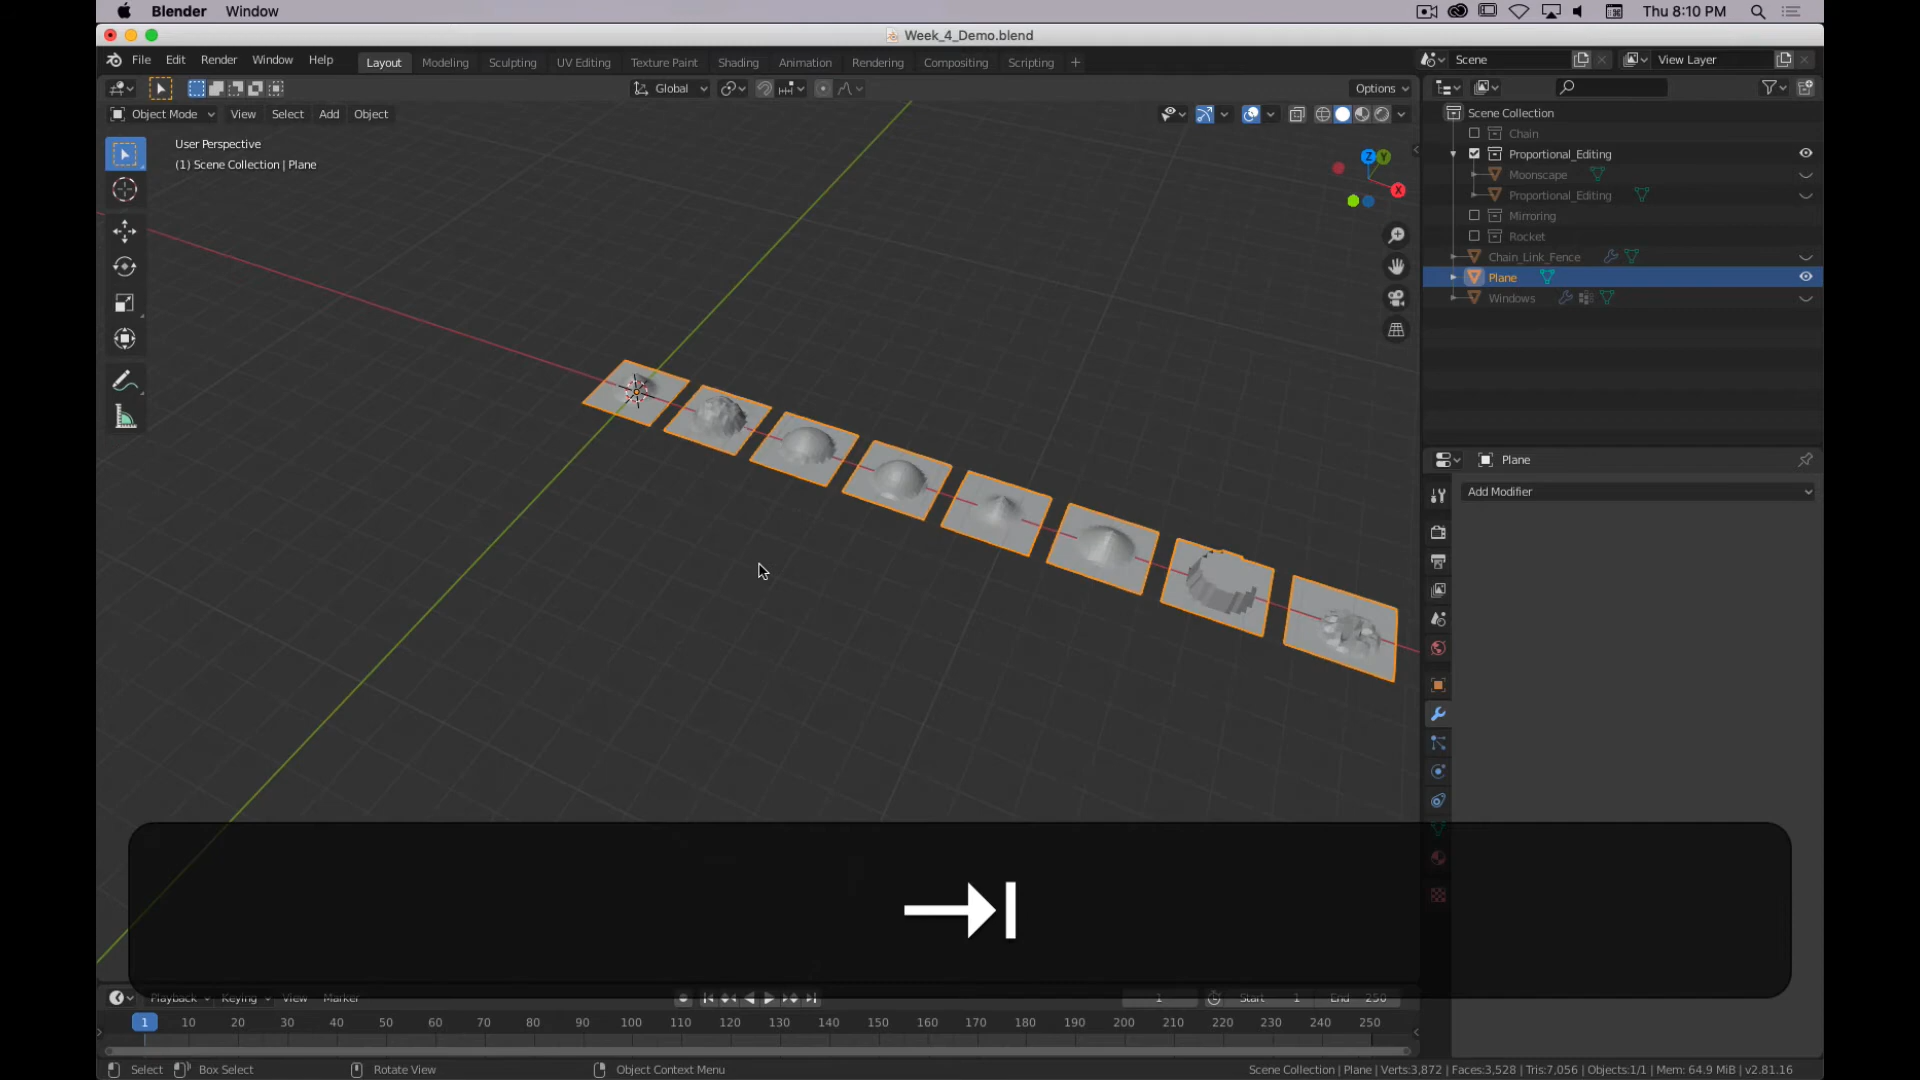 Blender Window Thu 8:10 PM
Week_4_Demo.blend
File Edit Render Window Help Layout Modeling Sculpting UV Editing Texture Paint Shading Animation Rendering Compositing Scripting + Scene View Layer
Global Options
Object Mode View Select Add Object
User Perspective
(1) Scene Collection | Plane
Z Y
X
Scene Collection
Chain
Proportional_Editing
Moonscape
Proportional_Editing
Mirroring
Rocket
Chain_Link_Fence
Plane
Windows
Plane
Add Modifier
Playback Keying View Marker 1 Start 1 End 250
1 10 20 30 40 50 60 70 80 90 100 110 120 130 140 150 160 170 180 190 200 210 220 230 240 250
Select Box Select Rotate View Object Context Menu Scene Collection | Plane | Verts:3,872 | Faces:3,528 | Tris:7,056 | Objects:1/1 | Mem: 64.9 MiB | v2.81.16